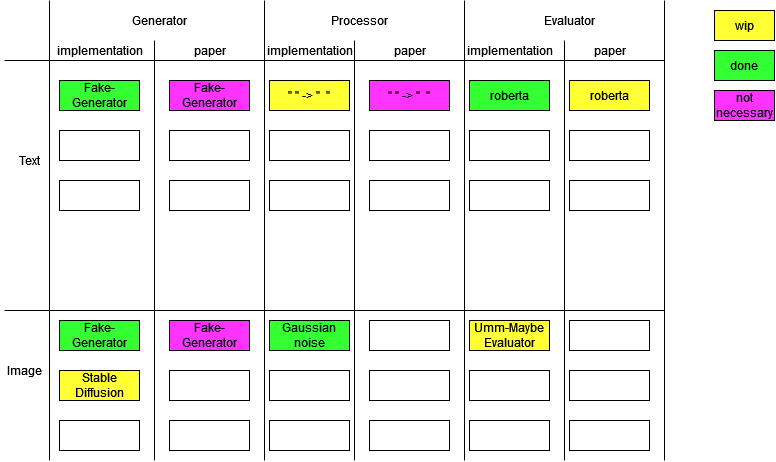 Generator
Processor
Evaluator
wip
implementation
paper
implementation
paper
implementation
paper
done
Fake-
Generator
Fake-
Generator
" " -> " "
" " -> " "
roberta
roberta
not
necessary
Text
Fake-
Generator
Fake-
Generator
Gaussian
noise
Umm-Maybe
Evaluator
Image
Stable
Diffusion